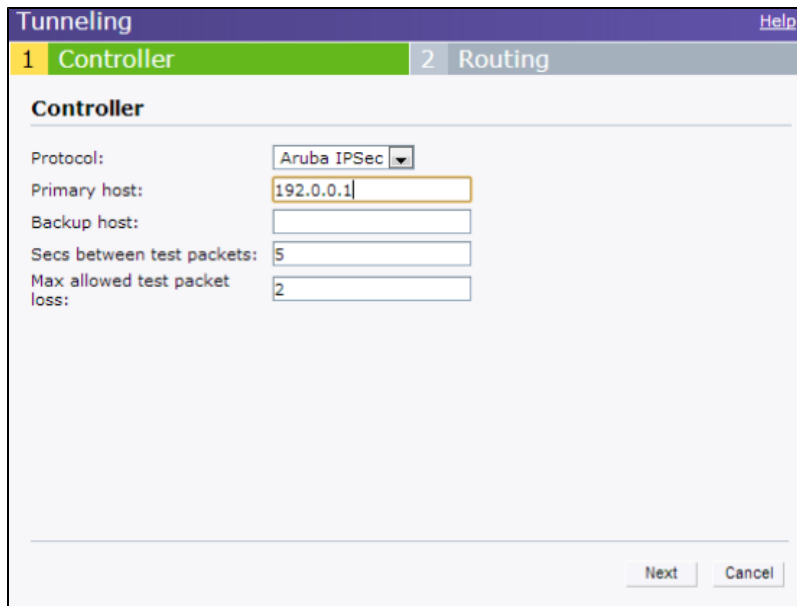 Tunneling Help
1 Controller 2 Routing
Controller
Protocol: Aruba IPSec
Primary host: 192.0.0.1
Backup host:
Secs between test packets: 5
Max allowed test packet
loss: 2
Next Cancel